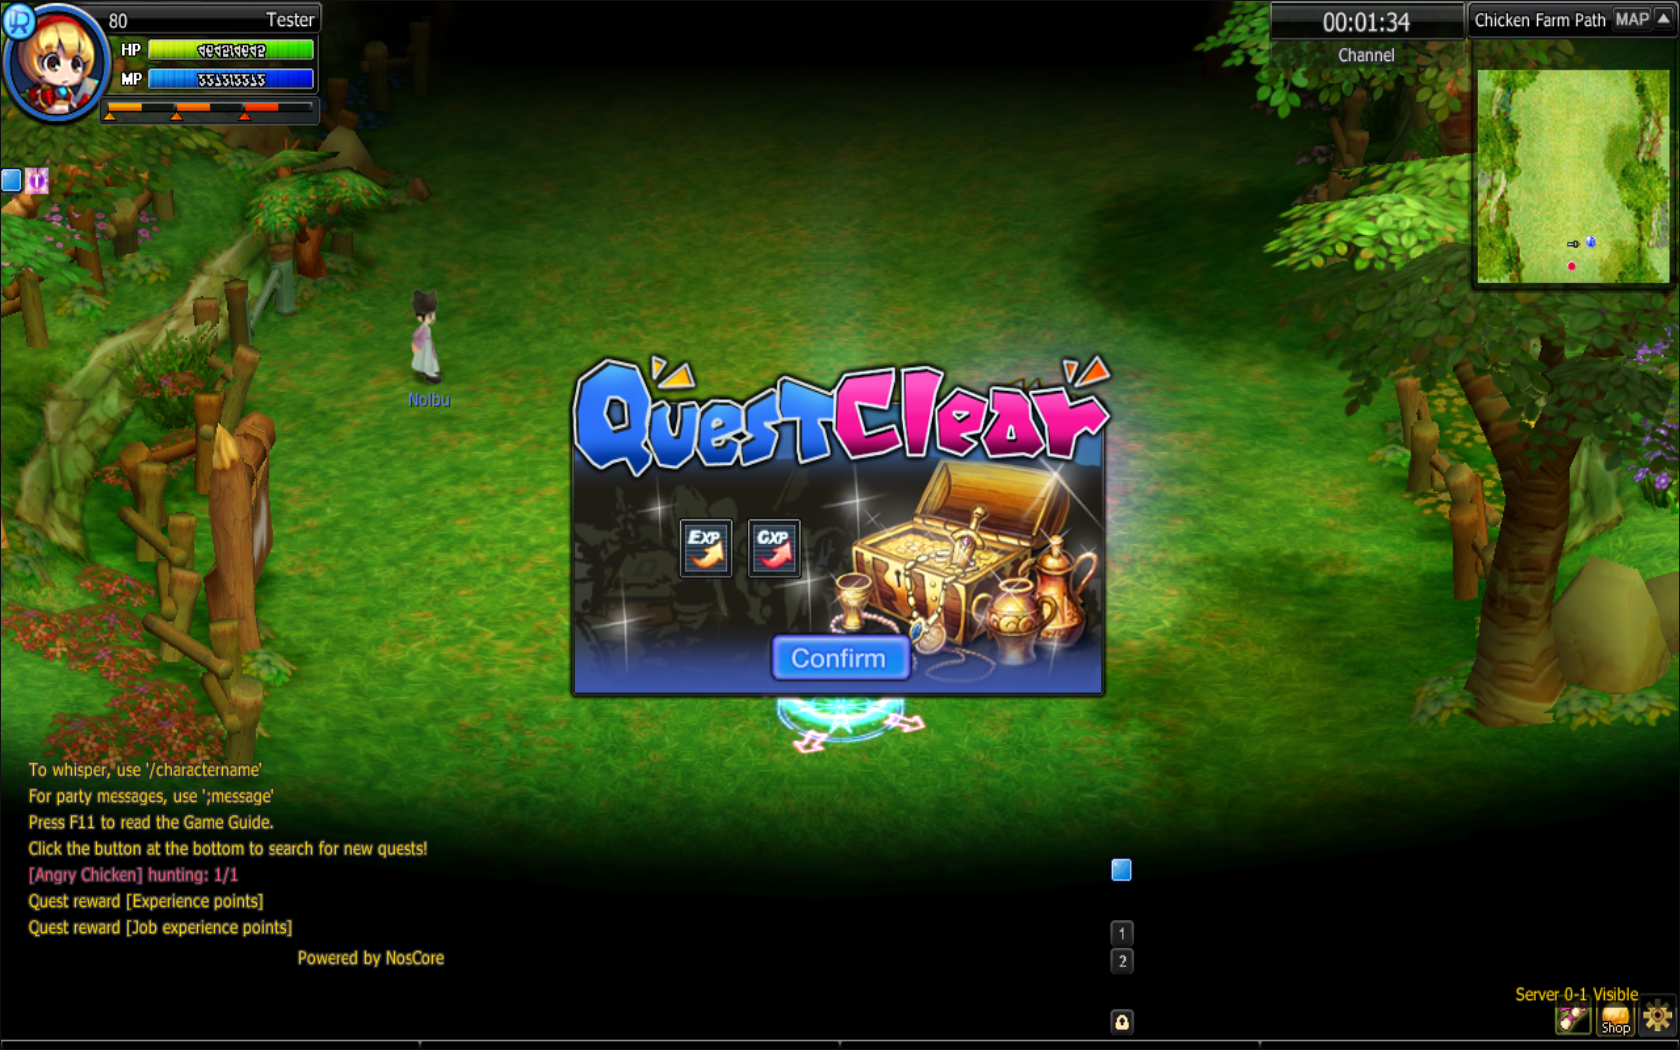 80
Tester
HP
MP
00:01:34
Channel
Chicken Farm Path
MAP
Nolbu
Quest Clear
EXP
CXP
Confirm
To whisper, use '/charactername'
For party messages, use ';message'
Press F11 to read the Game Guide.
Click the button at the bottom to search for new quests!
[Angry Chicken] hunting: 1/1
Quest reward [Experience points]
Quest reward [Job experience points]
Powered by NosCore
1
2
Server 0-1 Visible
Shop